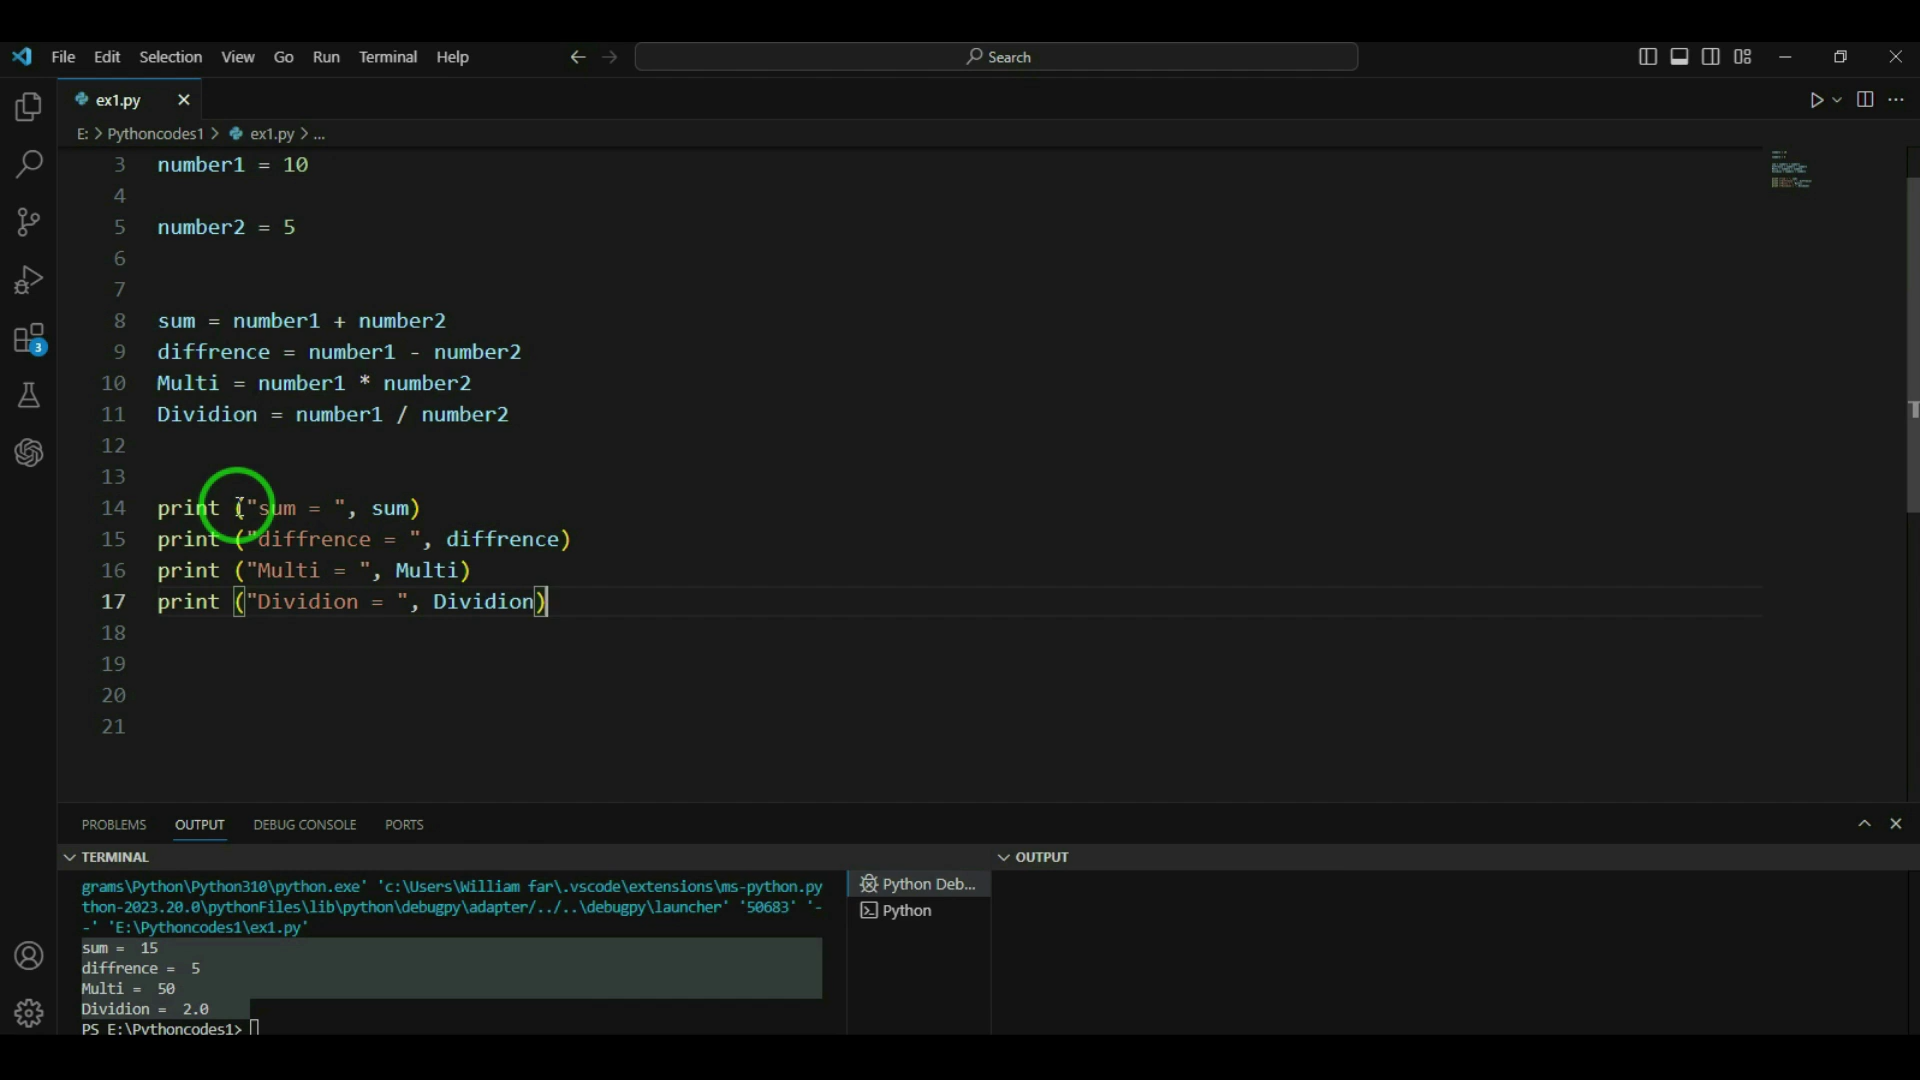 File Edit Selection View Go Run Terminal Help Search
ex1.py
E: > Pythoncodes1 > ex1.py > ...
3 number1 = 10
4
5 number2 = 5
6
7
8 sum = number1 + number2
9 diffrence = number1 - number2
10 Multi = number1 * number2
11 Dividion = number1 / number2
12
13
14 print ("sum = ", sum)
15 print ("diffrence = ", diffrence)
16 print ("Multi = ", Multi)
17 print ("Dividion = ", Dividion)
18
19
20
21
3
PROBLEMS OUTPUT DEBUG CONSOLE PORTS
TERMINAL
grams\Python\Python310\python.exe' 'c:\Users\William far\.vscode\extensions\ms-python.py
thon-2023.20.0\pythonFiles\lib\python\debugpy\adapter/../..\debugpy\launcher' '50683' '-
-' 'E:\Pythoncodes1\ex1.py'
sum =  15
diffrence =  5
Multi =  50
Dividion =  2.0
PS E:\Pythoncodes1>
Python Deb...
Python
OUTPUT